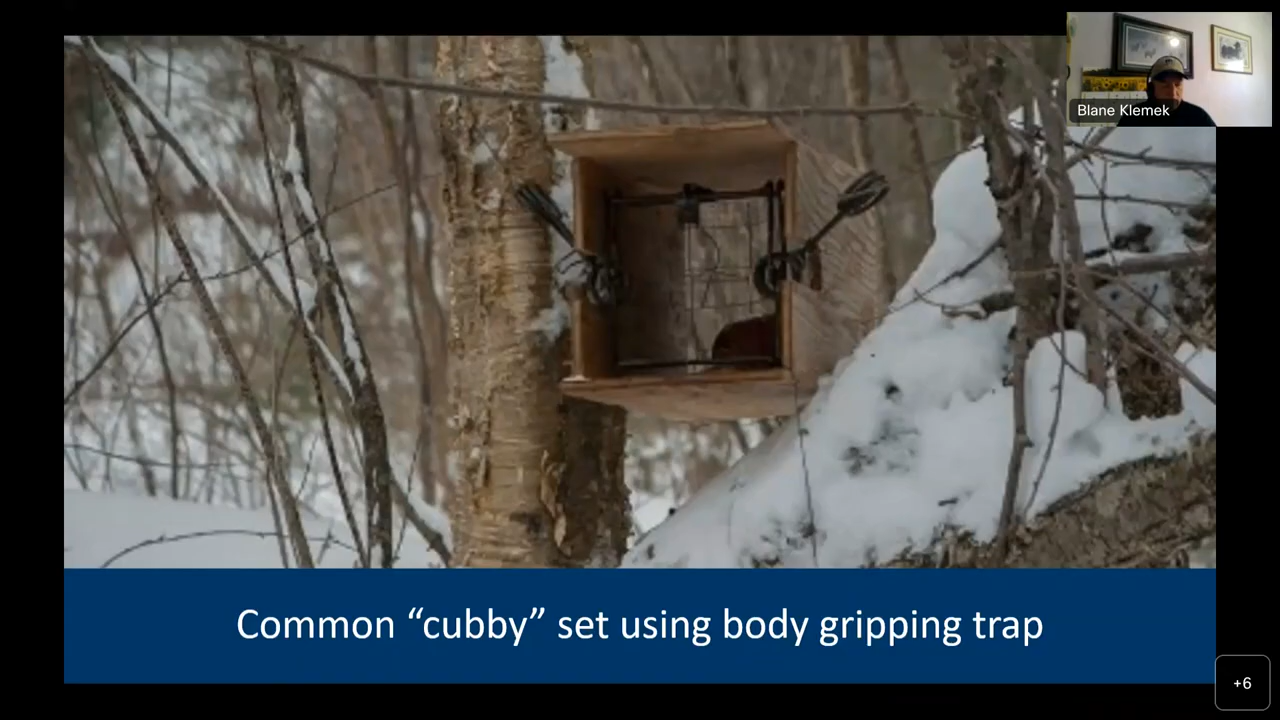 Blane Klemek
Common “cubby” set using body gripping trap
+6